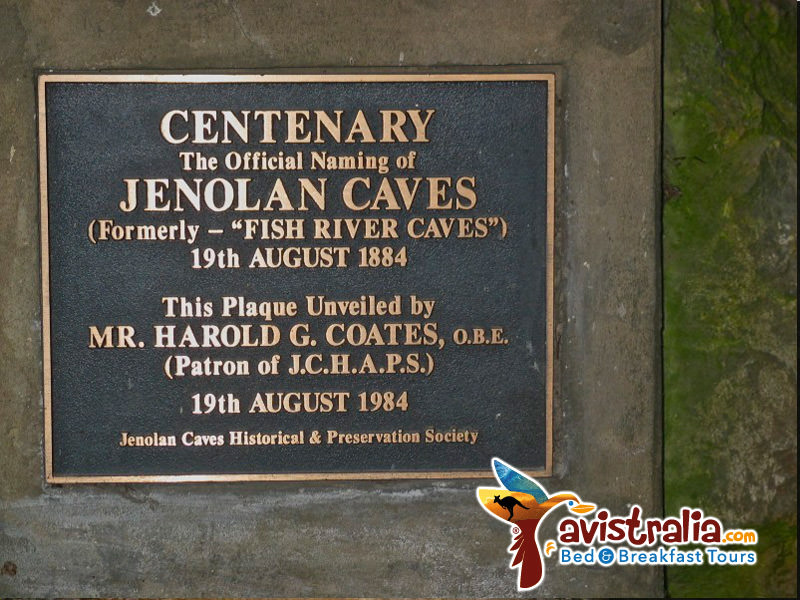 CENTENARY
The Official Naming of
JENOLAN CAVES
(Formerly – “FISH RIVER CAVES”)
19th AUGUST 1884
This Plaque Unveiled by
MR. HAROLD G. COATES, O.B.E.
(Patron of J.C.H.A.P.S.)
19th AUGUST 1984
Jenolan Caves Historical & Preservation Society
avistralia.com
Bed & Breakfast Tours